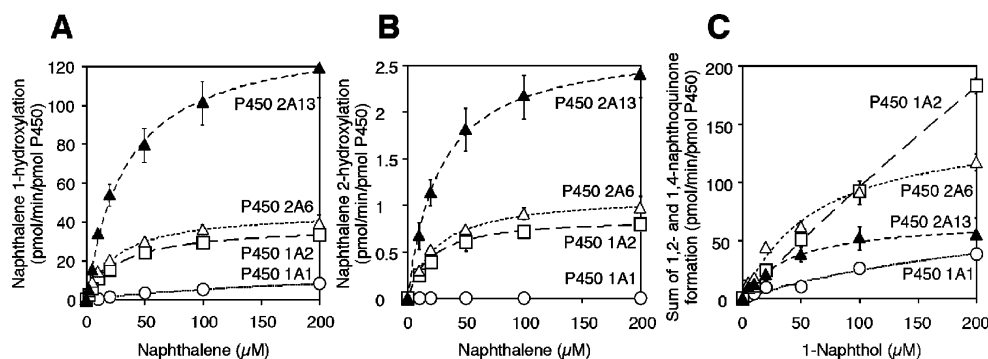 A
Naphthalene 1-hydroxylation
(pmol/min/pmol P450)
120
100
80
60
40
20
0
P450 2A13
P450 2A6
P450 1A2
P450 1A1
0 50 100 150 200
Naphthalene (µM)
B
Naphthalene 2-hydroxylation
(pmol/min/pmol P450)
2.5
2
1.5
1
0.5
0
P450 2A13
P450 2A6
P450 1A2
P450 1A1
0 50 100 150 200
Naphthalene (µM)
C
Sum of 1,2- and 1,4-naphthoquinone
formation (pmol/min/pmol P450)
200
150
100
50
0
P450 1A2
P450 2A6
P450 2A13
P450 1A1
0 50 100 150 200
1-Naphthol (µM)